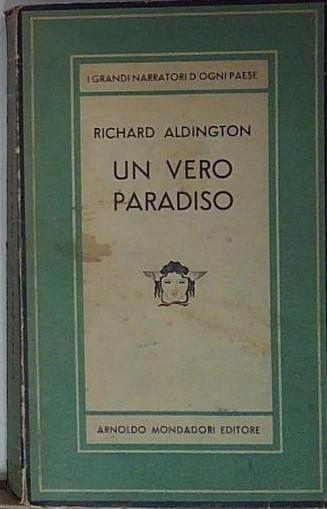 I GRANDI NARRATORI D'OGNI PAESE
RICHARD ALDINGTON
UN VERO
PARADISO
ARNOLDO MONDADORI EDITORE